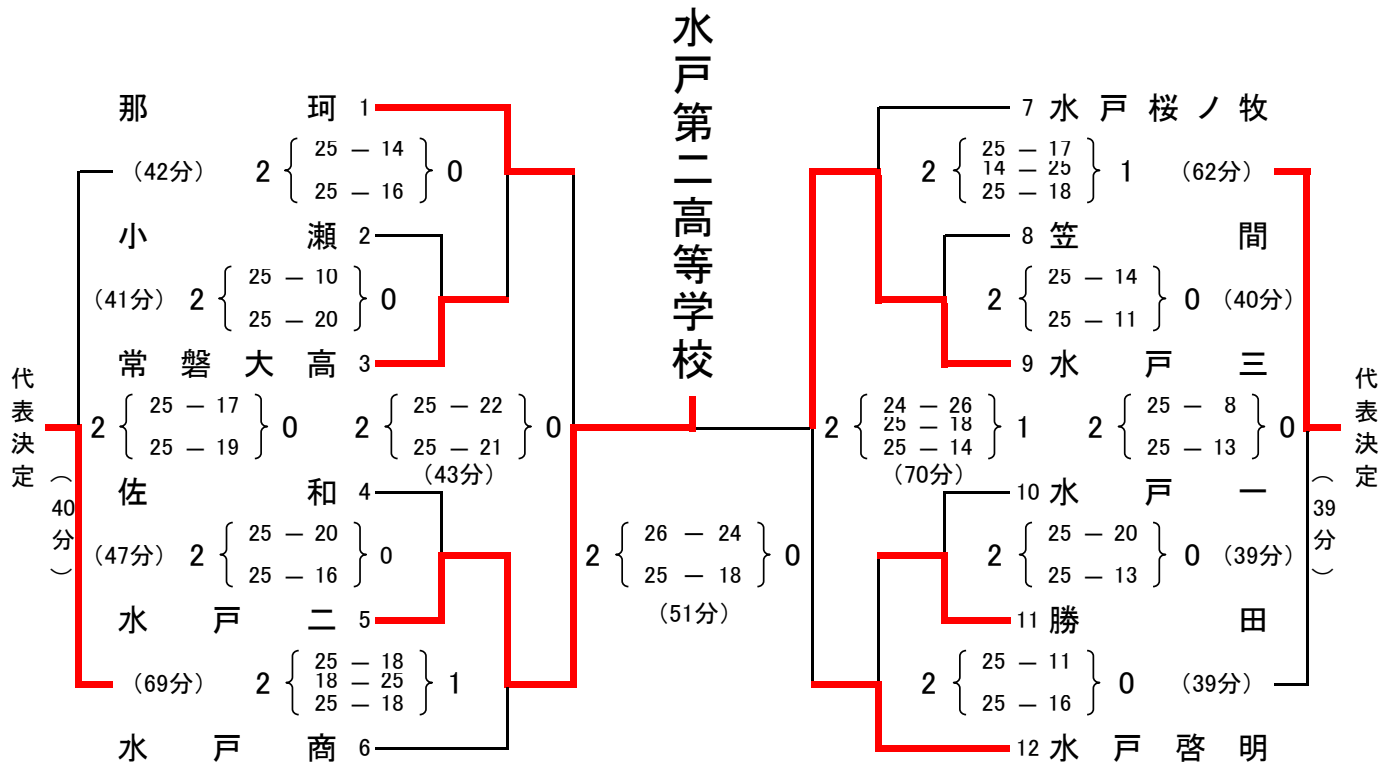 水戸第二高等学校
那珂 1
25 － 14
(42分) 2 0
25 － 16
小瀬 2
25 － 10
(41分) 2 0
25 － 20
常磐大高 3
代表決定
25 － 17
2 0
25 － 19
(40分)
25 － 22
2 0
25 － 21
(43分)
佐和 4
25 － 20
(47分) 2 0
25 － 16
水戸二 5
25 － 18
(69分) 2 18 － 25 1
25 － 18
水戸商 6
26 － 24
2 0
25 － 18
(51分)
7 水戸桜ノ牧
25 － 17
2 14 － 25 1 (62分)
25 － 18
8 笠間
25 － 14
2 0 (40分)
25 － 11
9 水戸三
24 － 26
2 25 － 18 1
25 － 14
(70分)
25 － 8
2 0
25 － 13
代表決定
(39分)
10 水戸一
25 － 20
2 0 (39分)
25 － 13
11 勝田
25 － 11
2 0 (39分)
25 － 16
12 水戸啓明